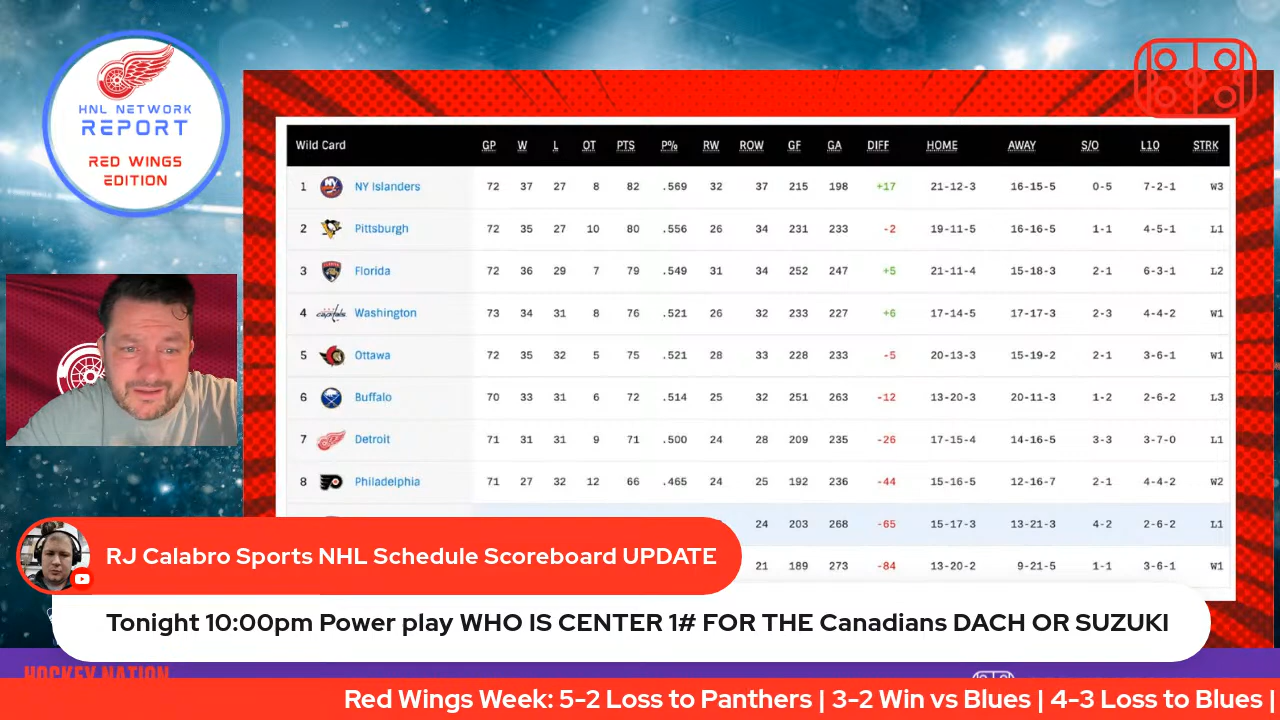 HNL NETWORK
REPORT
RED WINGS
EDITION
Wild Card GP W L OT PTS P% RW ROW GF GA DIFF HOME AWAY S/O L10 STRK
1 NY Islanders 72 37 27 8 82 .569 32 37 215 198 +17 21-12-3 16-15-5 0-5 7-2-1 W3
2 Pittsburgh 72 35 27 10 80 .556 26 34 231 233 -2 19-11-5 16-16-5 1-1 4-5-1 L1
3 Florida 72 36 29 7 79 .549 31 34 252 247 +5 21-11-4 15-18-3 2-1 6-3-1 L2
4 capitals Washington 73 34 31 8 76 .521 26 32 233 227 +6 17-14-5 17-17-3 2-3 4-4-2 W1
5 Ottawa 72 35 32 5 75 .521 28 33 228 233 -5 20-13-3 15-19-2 2-1 3-6-1 W1
6 Buffalo 70 33 31 6 72 .514 25 32 251 263 -12 13-20-3 20-11-3 1-2 2-6-2 L3
7 Detroit 71 31 31 9 71 .500 24 28 209 235 -26 17-15-4 14-16-5 3-3 3-7-0 L1
8 Philadelphia 71 27 32 12 66 .465 24 25 192 236 -44 15-16-5 12-16-7 2-1 4-4-2 W2
24 203 268 -65 15-17-3 13-21-3 4-2 2-6-2 L1
21 189 273 -84 13-20-2 9-21-5 1-1 3-6-1 W1
RJ Calabro Sports NHL Schedule Scoreboard UPDATE
Tonight 10:00pm Power play WHO IS CENTER 1# FOR THE Canadians DACH OR SUZUKI
HOCKEY NATION
Red Wings Week: 5-2 Loss to Panthers | 3-2 Win vs Blues | 4-3 Loss to Blues |